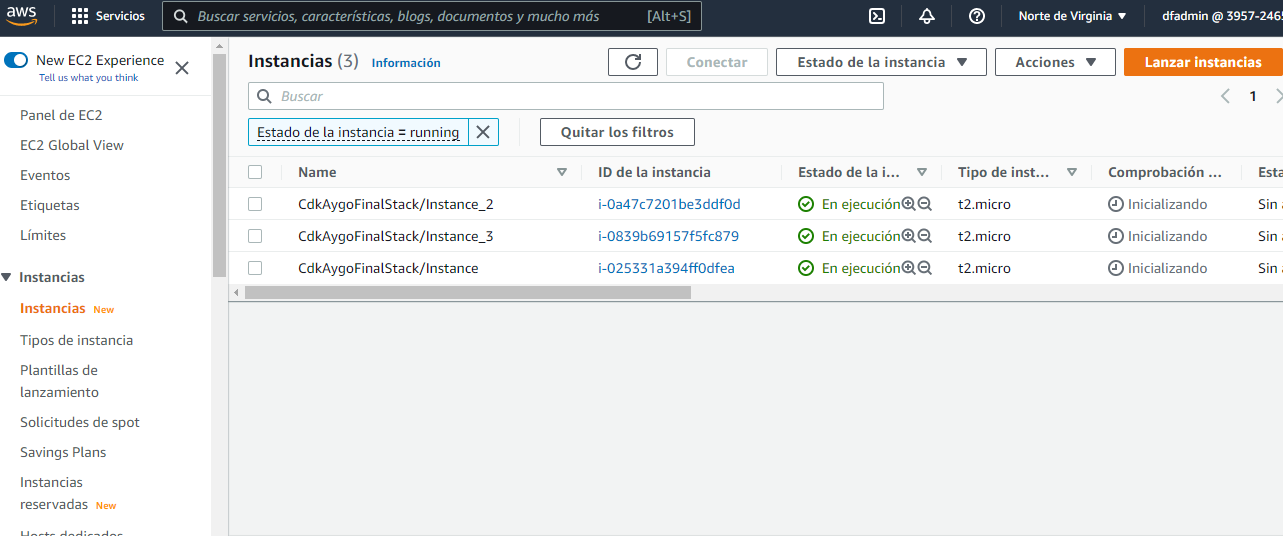 aws
Servicios
Buscar servicios, características, blogs, documentos y mucho más [Alt+S]
Norte de Virginia
dfadmin @ 3957-2465
New EC2 Experience
Tell us what you think
Panel de EC2
EC2 Global View
Eventos
Etiquetas
Límites
Instancias
Instancias New
Tipos de instancia
Plantillas de
lanzamiento
Solicitudes de spot
Savings Plans
Instancias
reservadas New
Hosts dedicados
Instancias (3) Información
Conectar
Estado de la instancia
Acciones
Lanzar instancias
Buscar
1
Estado de la instancia = running
Quitar los filtros
Name ID de la instancia Estado de la i... Tipo de inst... Comprobación ... Esta
CdkAygoFinalStack/Instance_2 i-0a47c7201be3ddf0d En ejecución t2.micro Inicializando Sin a
CdkAygoFinalStack/Instance_3 i-0839b69157f5fc879 En ejecución t2.micro Inicializando Sin a
CdkAygoFinalStack/Instance i-025331a394ff0dfea En ejecución t2.micro Inicializando Sin a